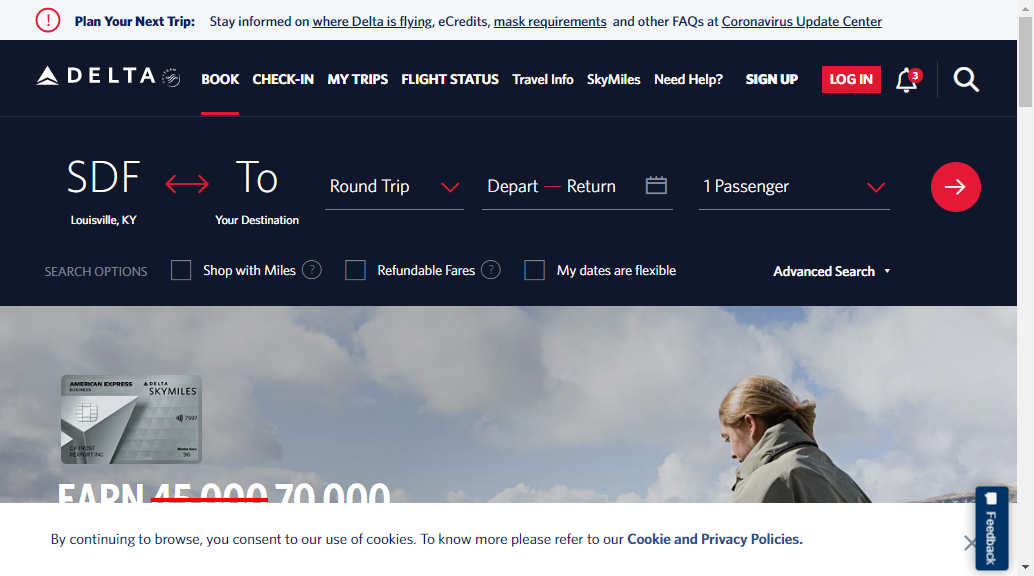 Plan Your Next Trip: Stay informed on where Delta is flying, eCredits, mask requirements and other FAQs at Coronavirus Update Center
DELTA BOOK CHECK-IN MY TRIPS FLIGHT STATUS Travel Info SkyMiles Need Help? SIGN UP LOG IN 3
SDF To
Round Trip Depart — Return 1 Passenger
Louisville, KY Your Destination
SEARCH OPTIONS Shop with Miles ? Refundable Fares ? My dates are flexible Advanced Search
AMERICAN EXPRESS DELTA
BUSINESS SKYMILES
7997
C F FROST
96
EARN 45,000 70,000
By continuing to browse, you consent to our use of cookies. To know more please refer to our Cookie and Privacy Policies.
Feedback